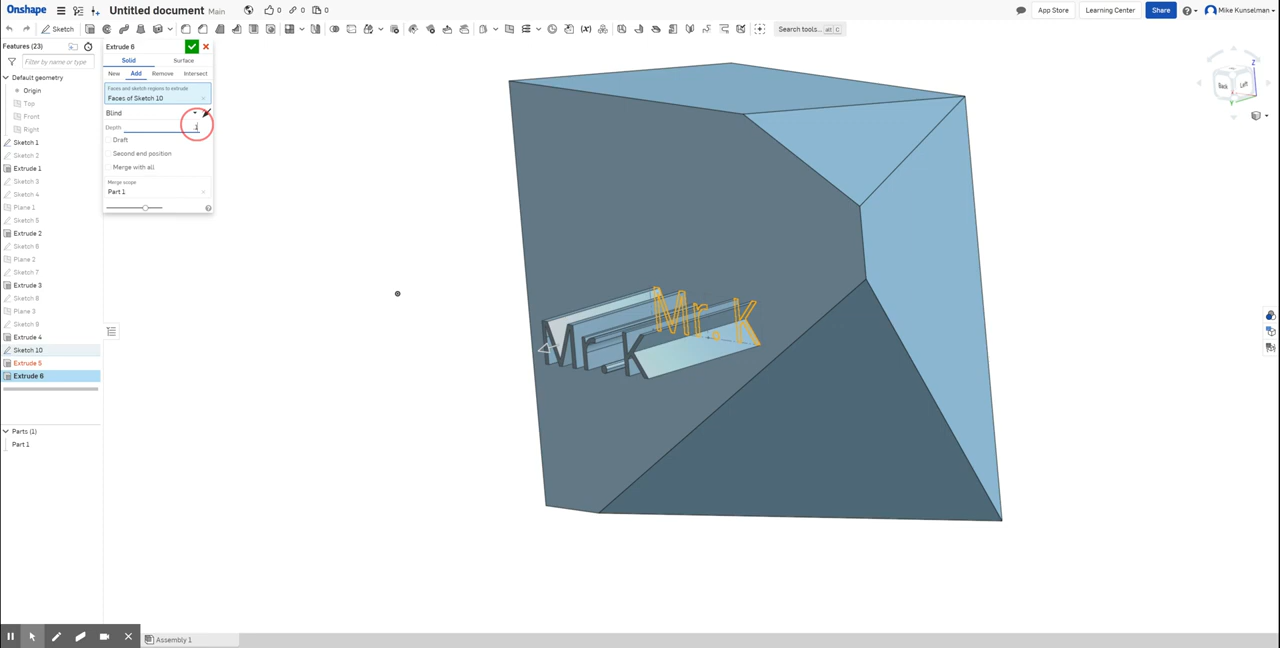 Onshape Untitled document Main 0 0 0 App Store Learning Center Share Mike Kunselman
Sketch Search tools... alt C
Features (23)
Filter by name or type
Default geometry
Origin
Top
Front
Right
Sketch 1
Sketch 2
Extrude 1
Sketch 3
Sketch 4
Plane 1
Sketch 5
Extrude 2
Sketch 6
Plane 2
Sketch 7
Extrude 3
Sketch 8
Plane 3
Sketch 9
Extrude 4
Sketch 10
Extrude 5
Extrude 6
Parts (1)
Part 1
Extrude 6
Solid Surface
New Add Remove Intersect
Faces and sketch regions to extrude
Faces of Sketch 10
Blind
Depth
Draft
Second end position
Merge with all
Merge scope
Part 1
Mr. K
Mr. K
Z
Back Left
Y
Assembly 1